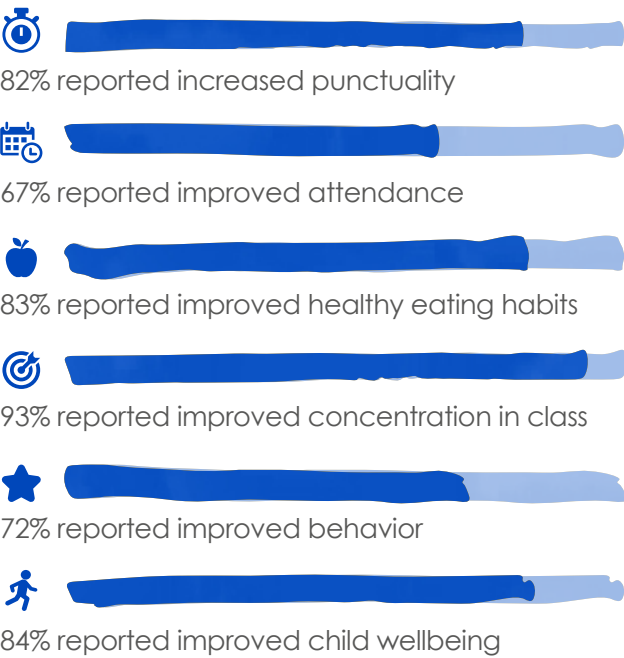 82% reported increased punctuality
67% reported improved attendance
83% reported improved healthy eating habits
93% reported improved concentration in class
72% reported improved behavior
84% reported improved child wellbeing